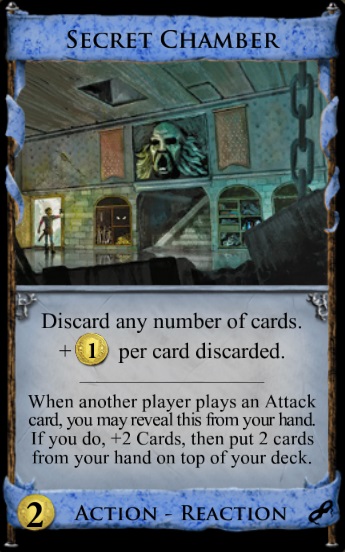 SECRET CHAMBER
Discard any number of cards.
+1 per card discarded.
When another player plays an Attack
card, you may reveal this from your hand.
If you do, +2 Cards, then put 2 cards
from your hand on top of your deck.
2 ACTION - REACTION